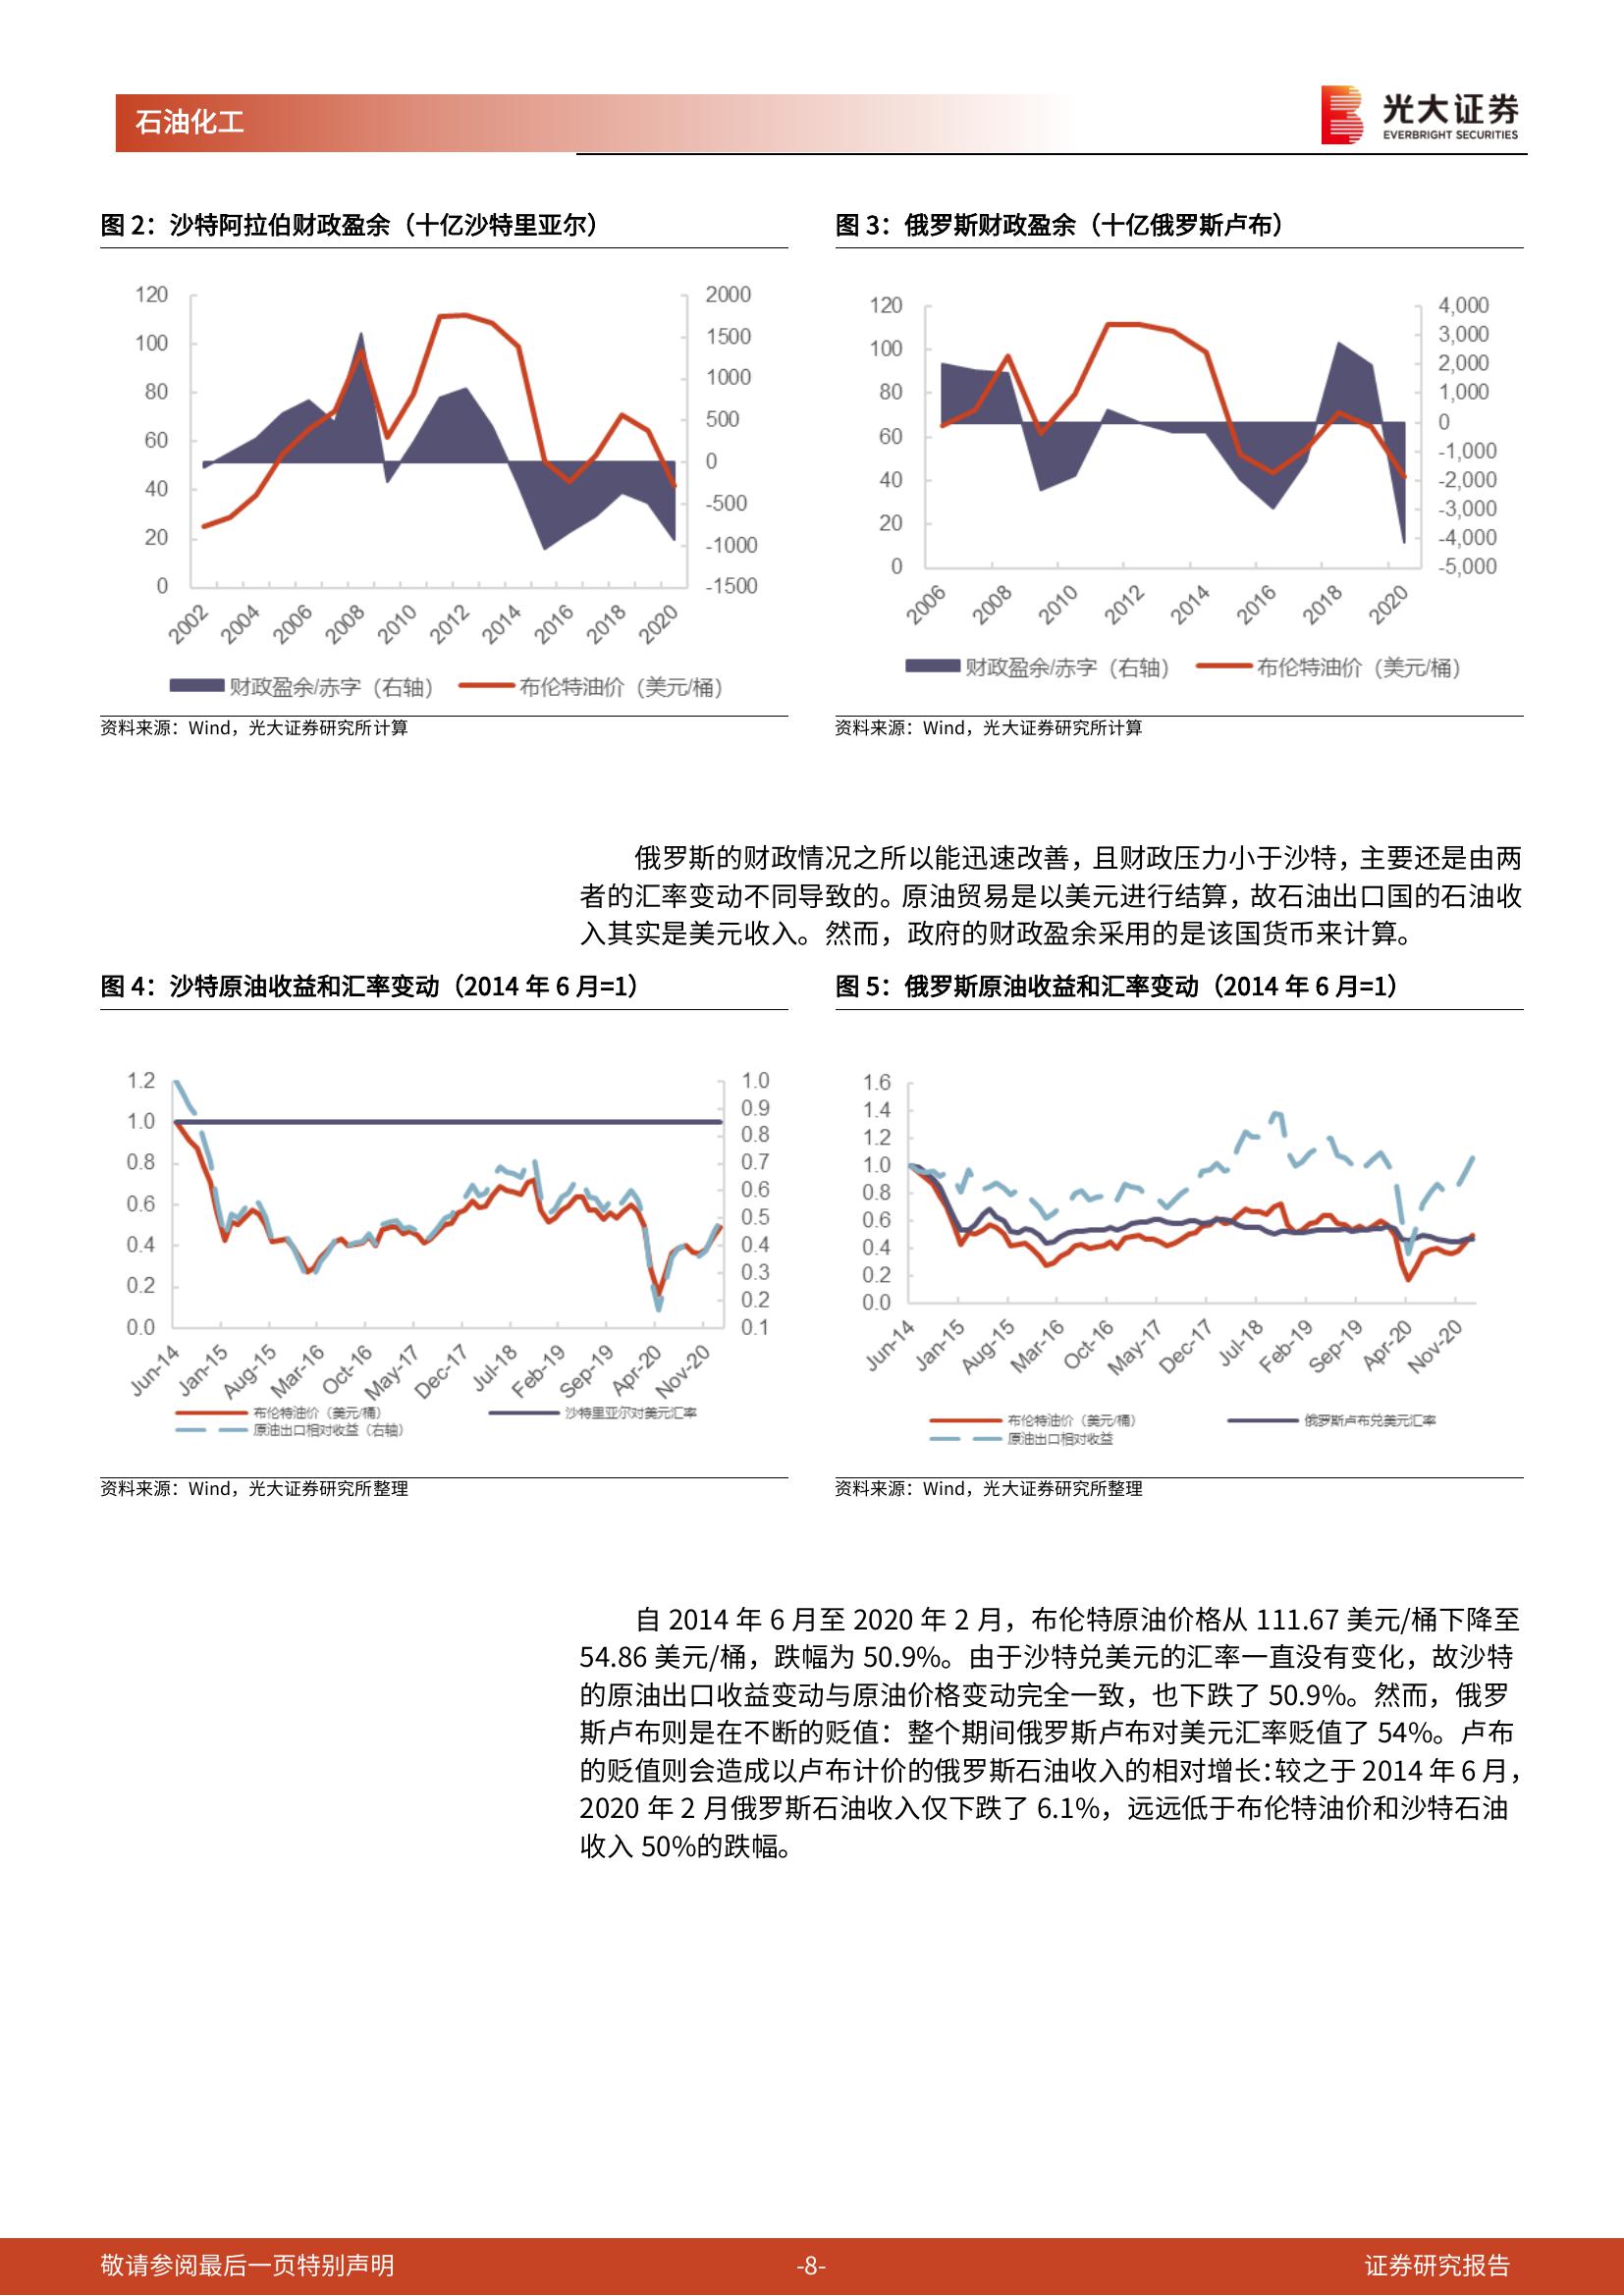 石油化工
光大证券
EVERBRIGHT SECURITIES
图 2：沙特阿拉伯财政盈余（十亿沙特里亚尔）
120
100
80
60
40
20
0
2000
1500
1000
500
0
-500
-1000
-1500
2002
2004
2006
2008
2010
2012
2014
2016
2018
2020
财政盈余/赤字（右轴）
布伦特油价（美元/桶）
资料来源：Wind，光大证券研究所计算
图 3：俄罗斯财政盈余（十亿俄罗斯卢布）
120
100
80
60
40
20
0
4,000
3,000
2,000
1,000
0
-1,000
-2,000
-3,000
-4,000
-5,000
2006
2008
2010
2012
2014
2016
2018
2020
财政盈余/赤字（右轴）
布伦特油价（美元/桶）
资料来源：Wind，光大证券研究所计算
俄罗斯的财政情况之所以能迅速改善，且财政压力小于沙特，主要还是由两
者的汇率变动不同导致的。原油贸易是以美元进行结算，故石油出口国的石油收
入其实是美元收入。然而，政府的财政盈余采用的是该国货币来计算。
图 4：沙特原油收益和汇率变动（2014 年 6 月=1）
1.2
1.0
0.8
0.6
0.4
0.2
0.0
1.0
0.9
0.8
0.7
0.6
0.5
0.4
0.3
0.2
0.1
Jun-14
Jan-15
Aug-15
Mar-16
Oct-16
May-17
Dec-17
Jul-18
Feb-19
Sep-19
Apr-20
Nov-20
布伦特油价（美元/桶）
沙特里亚尔对美元汇率
原油出口相对收益（右轴）
资料来源：Wind，光大证券研究所整理
图 5：俄罗斯原油收益和汇率变动（2014 年 6 月=1）
1.6
1.4
1.2
1.0
0.8
0.6
0.4
0.2
0.0
Jun-14
Jan-15
Aug-15
Mar-16
Oct-16
May-17
Dec-17
Jul-18
Feb-19
Sep-19
Apr-20
Nov-20
布伦特油价（美元/桶）
俄罗斯卢布兑美元汇率
原油出口相对收益
资料来源：Wind，光大证券研究所整理
自 2014 年 6 月至 2020 年 2 月，布伦特原油价格从 111.67 美元/桶下降至
54.86 美元/桶，跌幅为 50.9%。由于沙特兑美元的汇率一直没有变化，故沙特
的原油出口收益变动与原油价格变动完全一致，也下跌了 50.9%。然而，俄罗
斯卢布则是在不断的贬值：整个期间俄罗斯卢布对美元汇率贬值了 54%。卢布
的贬值则会造成以卢布计价的俄罗斯石油收入的相对增长：较之于 2014 年 6 月，
2020 年 2 月俄罗斯石油收入仅下跌了 6.1%，远远低于布伦特油价和沙特石油
收入 50%的跌幅。
敬请参阅最后一页特别声明
-8-
证券研究报告